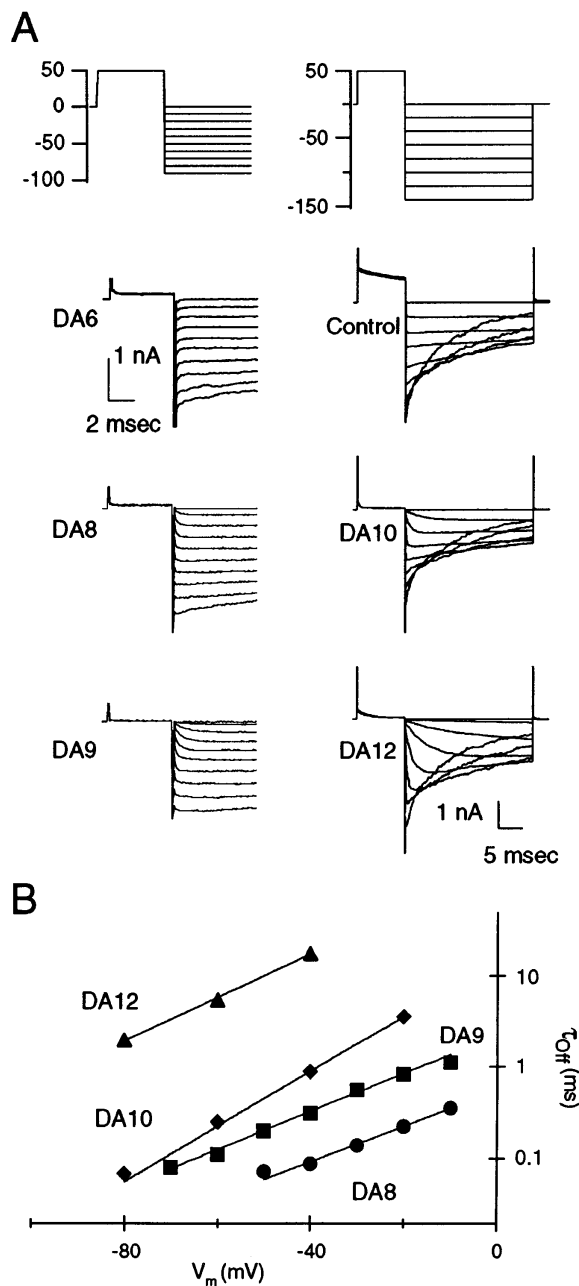 A
50
0
-50
-100
50
0
-50
-150
DA6
1 nA
2 msec
Control
DA8
DA10
DA9
DA12
1 nA
5 msec
B
DA12
DA10
DA9
DA8
10
1
0.1
τOff (ms)
-80
-40
0
Vm (mV)